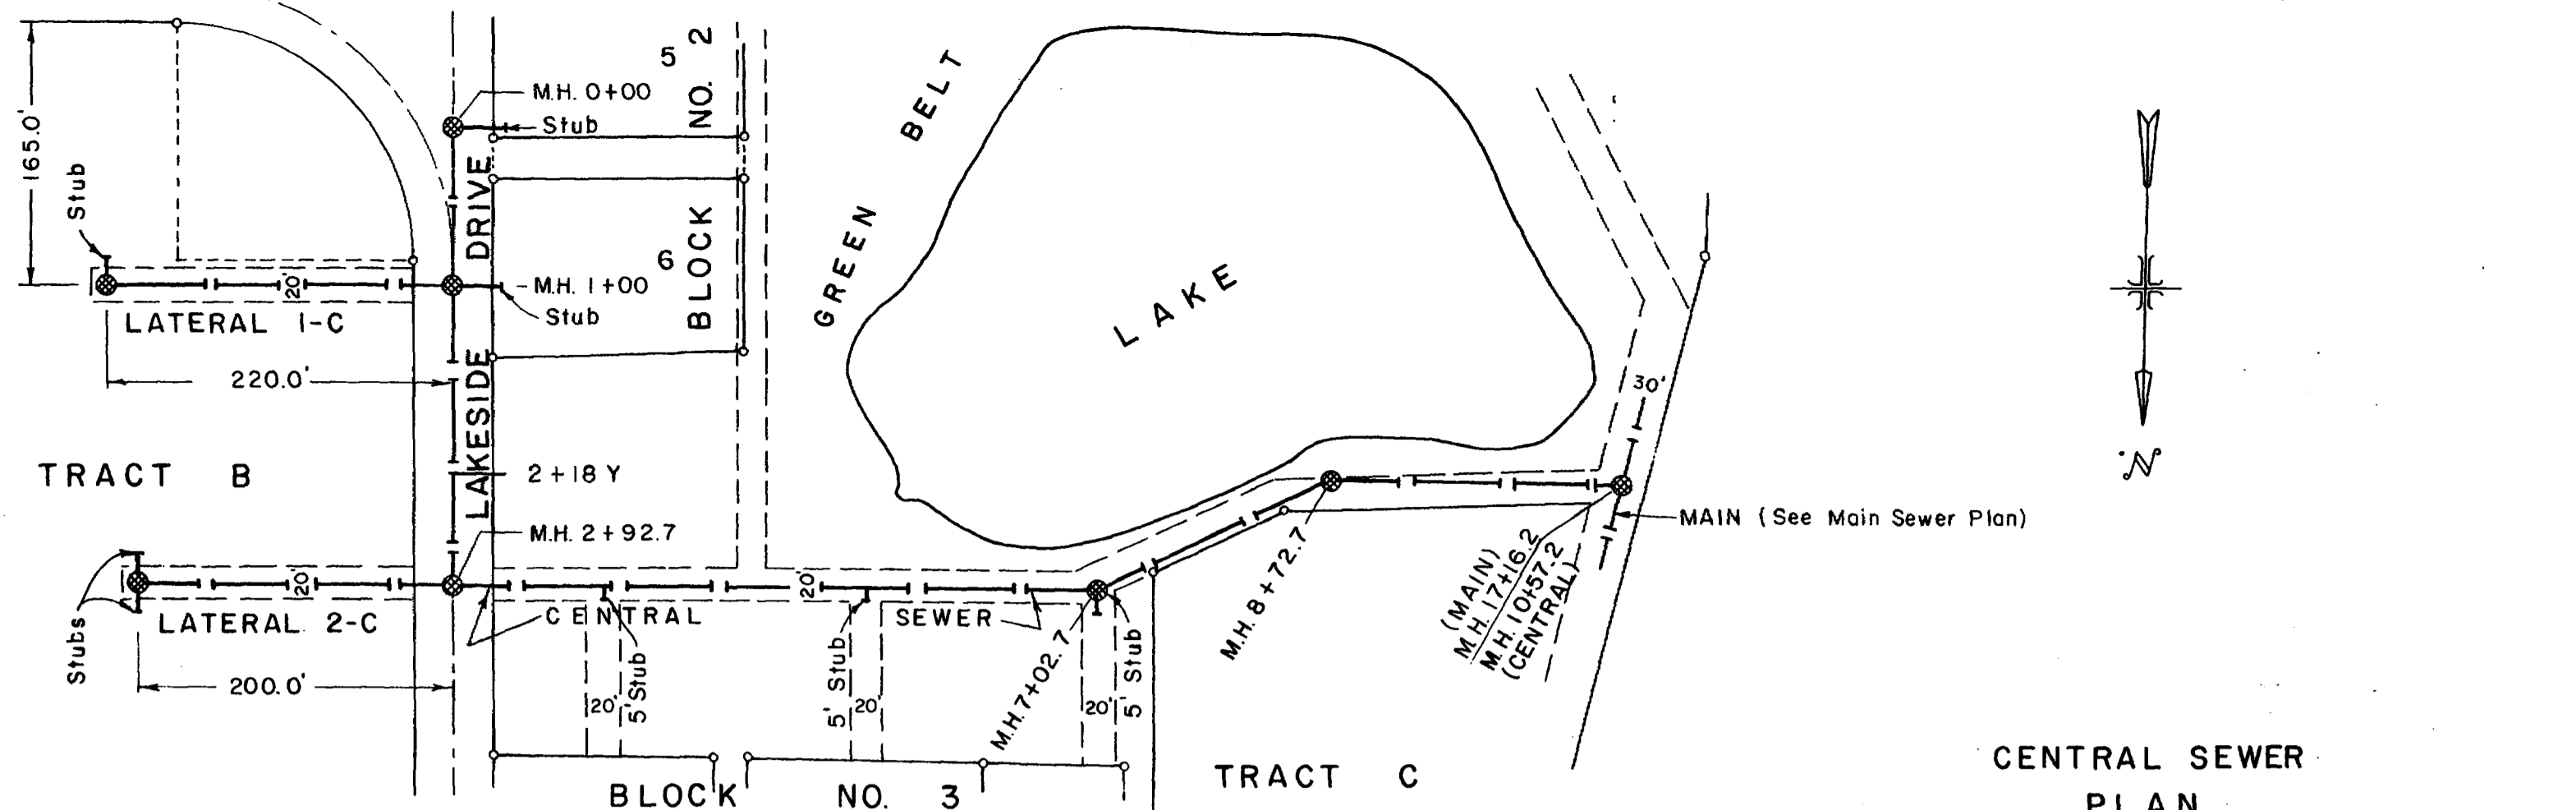 165.0'
Stub
M.H. 0+00
Stub
5
BLOCK NO. 2
6
M.H. 1+00
Stub
20'
LATERAL 1-C
220.0'
LAKESIDE DRIVE
GREEN BELT
LAKE
30'
TRACT B
2+18 Y
M.H. 2+92.7
MAIN (See Main Sewer Plan)
Stubs
20'
LATERAL 2-C
200.0'
20'
CENTRAL
SEWER
20'
5' Stub
5' Stub
20'
M.H. 7+02.7
20'
5' Stub
M.H. 8+72.7
(MAIN)
M.H. 17+16.2
M.H. 10+57.2
(CENTRAL)
BLOCK NO. 3
TRACT C
N.
CENTRAL SEWER
PLAN